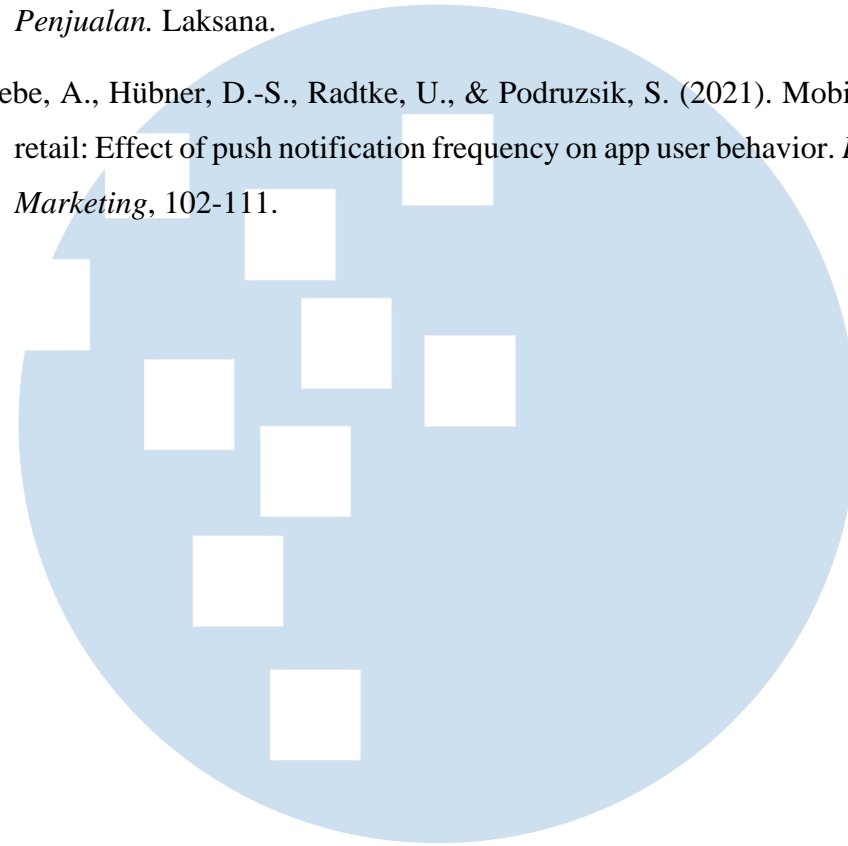 Penjualan. Laksana.
ebe, A., Hübner, D.-S., Radtke, U., & Podruzsik, S. (2021). Mobi
retail: Effect of push notification frequency on app user behavior.
Marketing, 102-111.